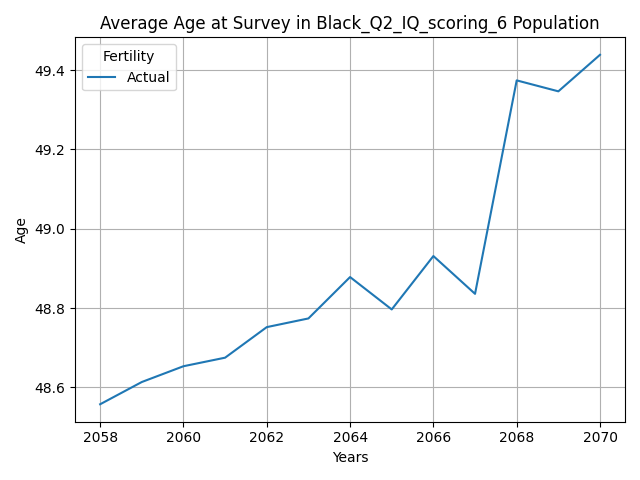 Average Age at Survey in Black_Q2_IQ_scoring_6 Population
Fertility
Actual
49.4
49.2
49.0
48.8
48.6
Age
2058 2060 2062 2064 2066 2068 2070
Years